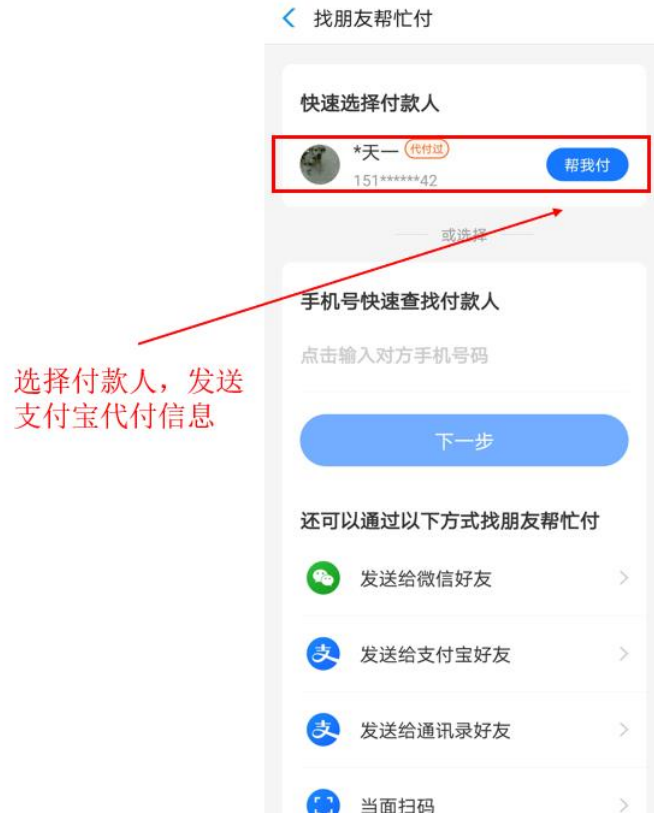 找朋友帮忙付
快速选择付款人
*天一 代付过
151******42
帮我付
或选择
手机号快速查找付款人
点击输入对方手机号码
选择付款人，发送
支付宝代付信息
下一步
还可以通过以下方式找朋友帮忙付
发送给微信好友
支 发送给支付宝好友
支 发送给通讯录好友
当面扫码